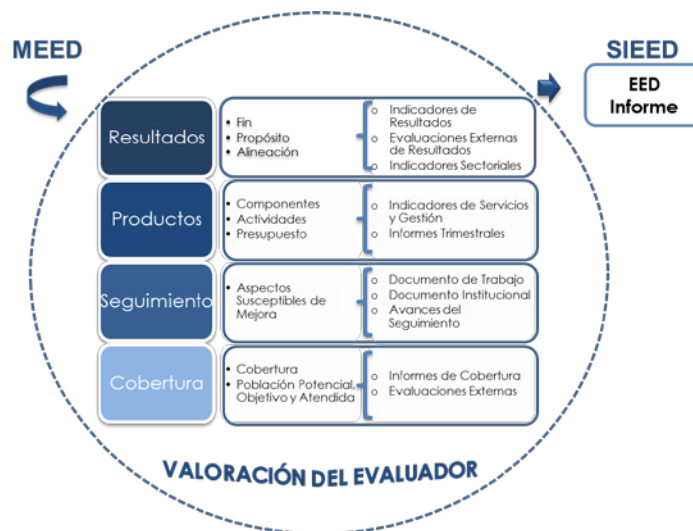 MEED
SIEED
EED
Informe
Resultados
• Fin
• Propósito
• Alineación
o Indicadores de
Resultados
o Evaluaciones Externas
de Resultados
o Indicadores Sectoriales
Productos
• Componentes
• Actividades
• Presupuesto
o Indicadores de Servicios
y Gestión
o Informes Trimestrales
Seguimiento
• Aspectos
Susceptibles de
Mejora
o Documento de Trabajo
o Documento Institucional
o Avances del
Seguimiento
Cobertura
• Cobertura
• Población Potencial,
Objetivo y Atendida
o Informes de Cobertura
o Evaluaciones Externas
VALORACIÓN DEL EVALUADOR